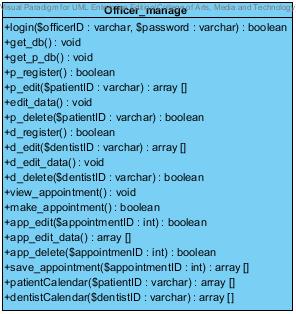 Visual Paradigm for UML Enterprise Edition [College of Arts, Media and Technology
Officer_manage
+login($officerID : varchar, $password : varchar) : boolean
+get_db() : void
+get_p_db() : void
+p_register() : boolean
+p_edit($patientID : varchar) : array []
+edit_data() : void
+p_delete($patientID : varchar) : boolean
+d_register() : boolean
+d_edit($dentistID : varchar) : array []
+d_edit_data() : void
+d_delete($dentistID : varchar) : boolean
+view_appointment() : void
+make_appointment() : boolean
+app_edit($appointmentID : int) : boolean
+app_edit_data() : array []
+app_delete($appointmenID : int) : boolean
+save_appointment($appointmentID : int) : array []
+patientCalendar($patientID : varchar) : array []
+dentistCalendar($dentistID : varchar) : array []